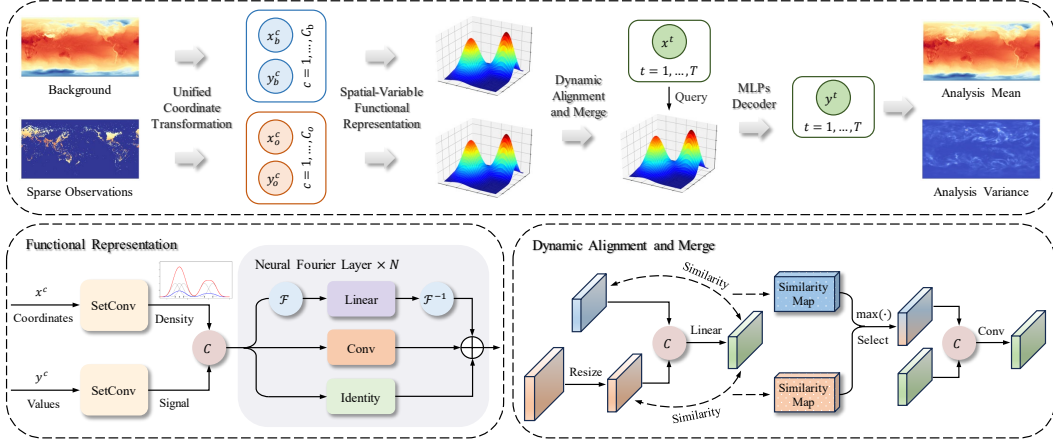 Background
Sparse Observations
Unified
Coordinate
Transformation
x_b^c
y_b^c
c = 1, ..., C_b
x_o^c
y_o^c
c = 1, ..., C_o
Spatial-Variable
Functional
Representation
Dynamic
Alignment
and Merge
x^t
t = 1, ..., T
Query
MLPs
Decoder
y^t
t = 1, ..., T
Analysis Mean
Analysis Variance
Functional Representation
x^c
Coordinates
SetConv
Density
y^c
Values
SetConv
Signal
C
Neural Fourier Layer × N
ℱ
Linear
ℱ^{-1}
Conv
Identity
Dynamic Alignment and Merge
Resize
C
Linear
Similarity
Similarity
Similarity
Map
Similarity
Map
max(·)
Select
C
Conv